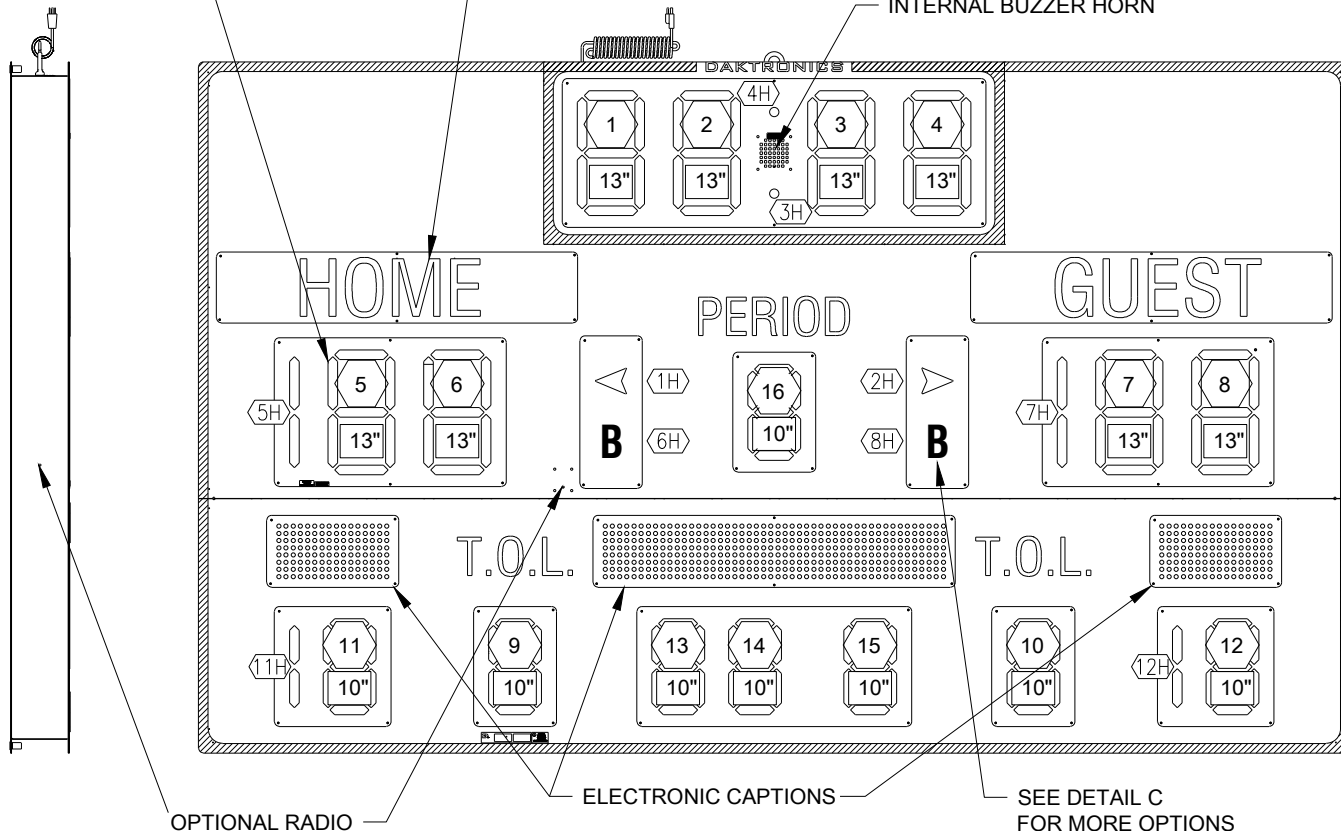 INTERNAL BUZZER HORN
DAKTRONICS
4H
1 2 3 4
13" 13" 13" 13"
3H
HOME GUEST
PERIOD
5 6 1H 16 2H 7 8
5H 7H
13" 13" B 6H 10" 8H B 13" 13"
T.O.L. T.O.L.
11 9 13 14 15 10 12
11H 12H
10" 10" 10" 10" 10" 10" 10"
ELECTRONIC CAPTIONS
SEE DETAIL C
OPTIONAL RADIO
FOR MORE OPTIONS